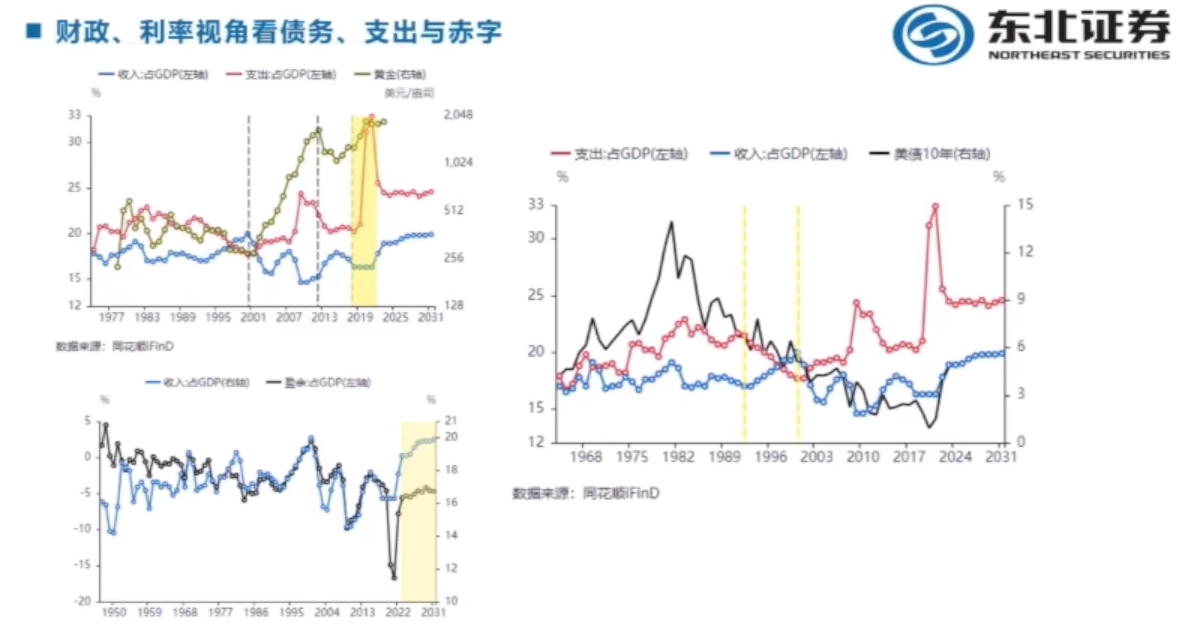 财政、利率视角看债务、支出与赤字
东北证券
NORTHEAST SECURITIES
收入:占GDP(左轴) 支出:占GDP(左轴) 黄金(右轴)
% 美元/盎司
33 2,048
30
1,024
25
512
20
256
15
12 128
1977 1983 1989 1995 2001 2007 2013 2019 2025 2031
数据来源：同花顺iFinD
收入:占GDP(右轴) 盈余:占GDP(左轴)
% %
5 21
20
0
18
-5
16
-10
14
-15
12
-20 10
1950 1959 1968 1977 1986 1995 2004 2013 2022 2031
支出:占GDP(左轴) 收入:占GDP(左轴) 美债10年(右轴)
% %
33 15
30
12
25
9
20
6
15
3
12 0
1968 1975 1982 1989 1996 2003 2010 2017 2024 2031
数据来源：同花顺iFinD